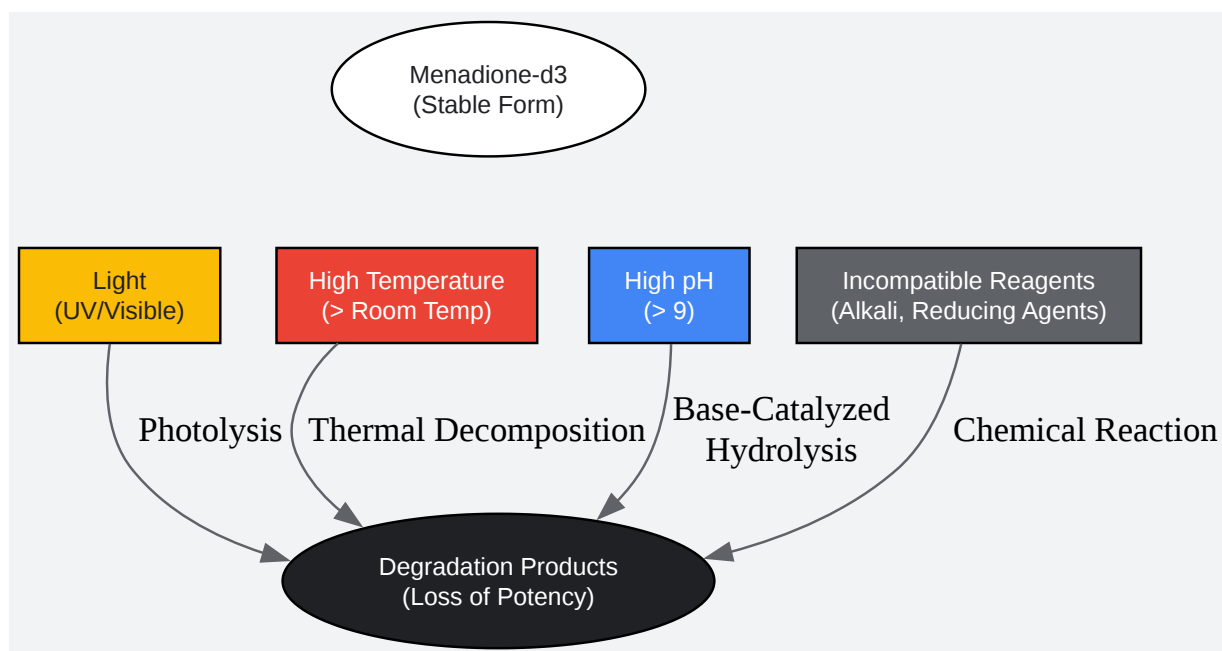 Menadione-d3
(Stable Form)
Light
(UV/Visible)
High Temperature
(> Room Temp)
High pH
(> 9)
Incompatible Reagents
(Alkali, Reducing Agents)
Photolysis
Thermal Decomposition
Base-Catalyzed
Hydrolysis
Chemical Reaction
Degradation Products
(Loss of Potency)